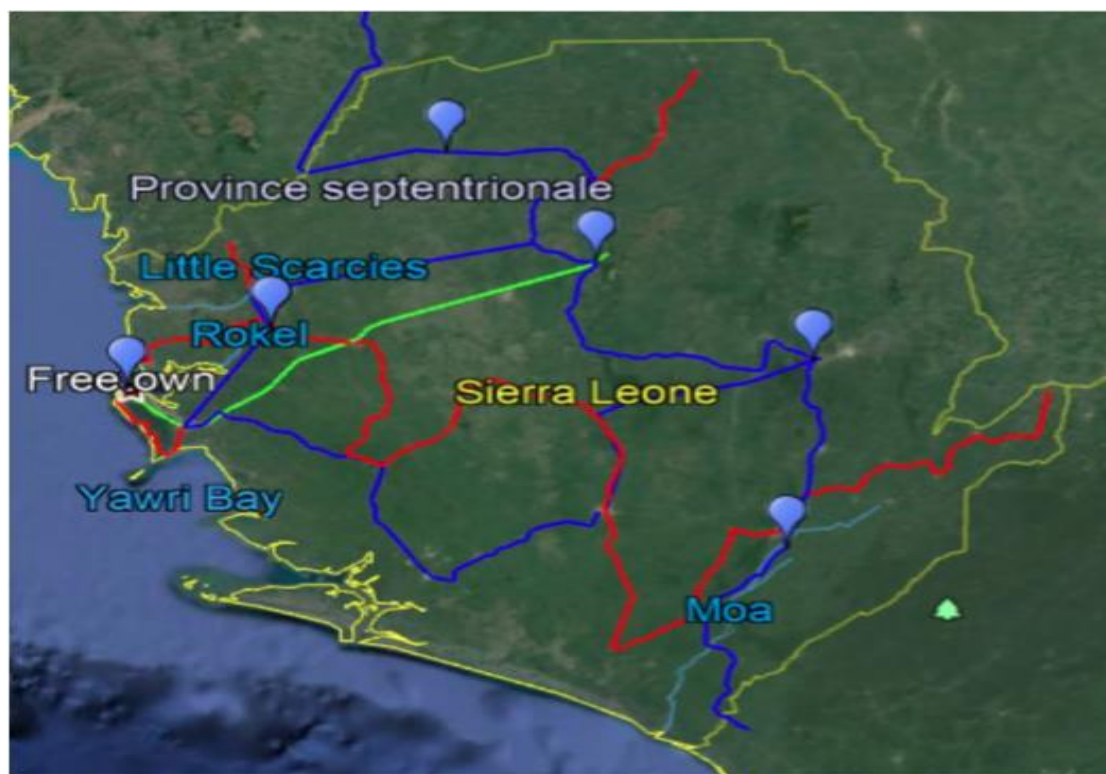 Province septentrionale
Little Scarcies
Rokel
Free own
Sierra Leone
Yawri Bay
Moa